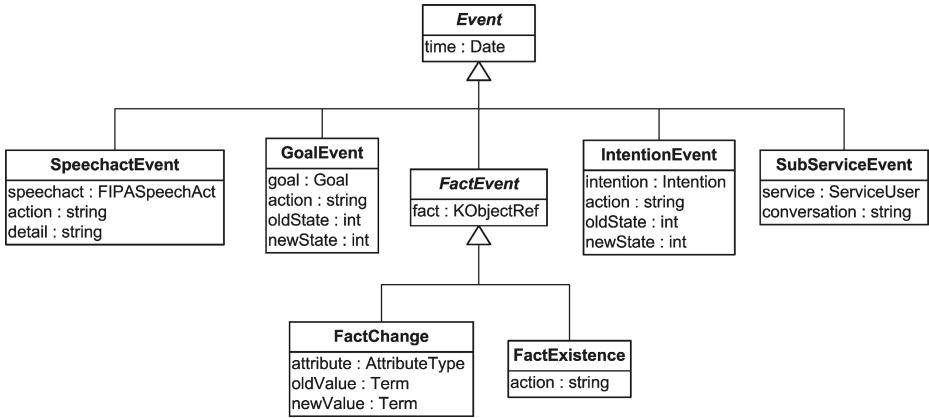 Event
time : Date
SpeechactEvent
speechact : FIPASpeechAct
action : string
detail : string
GoalEvent
goal : Goal
action : string
oldState : int
newState : int
FactEvent
fact : KObjectRef
IntentionEvent
intention : Intention
action : string
oldState : int
newState : int
SubServiceEvent
service : ServiceUser
conversation : string
FactChange
attribute : AttributeType
oldValue : Term
newValue : Term
FactExistence
action : string